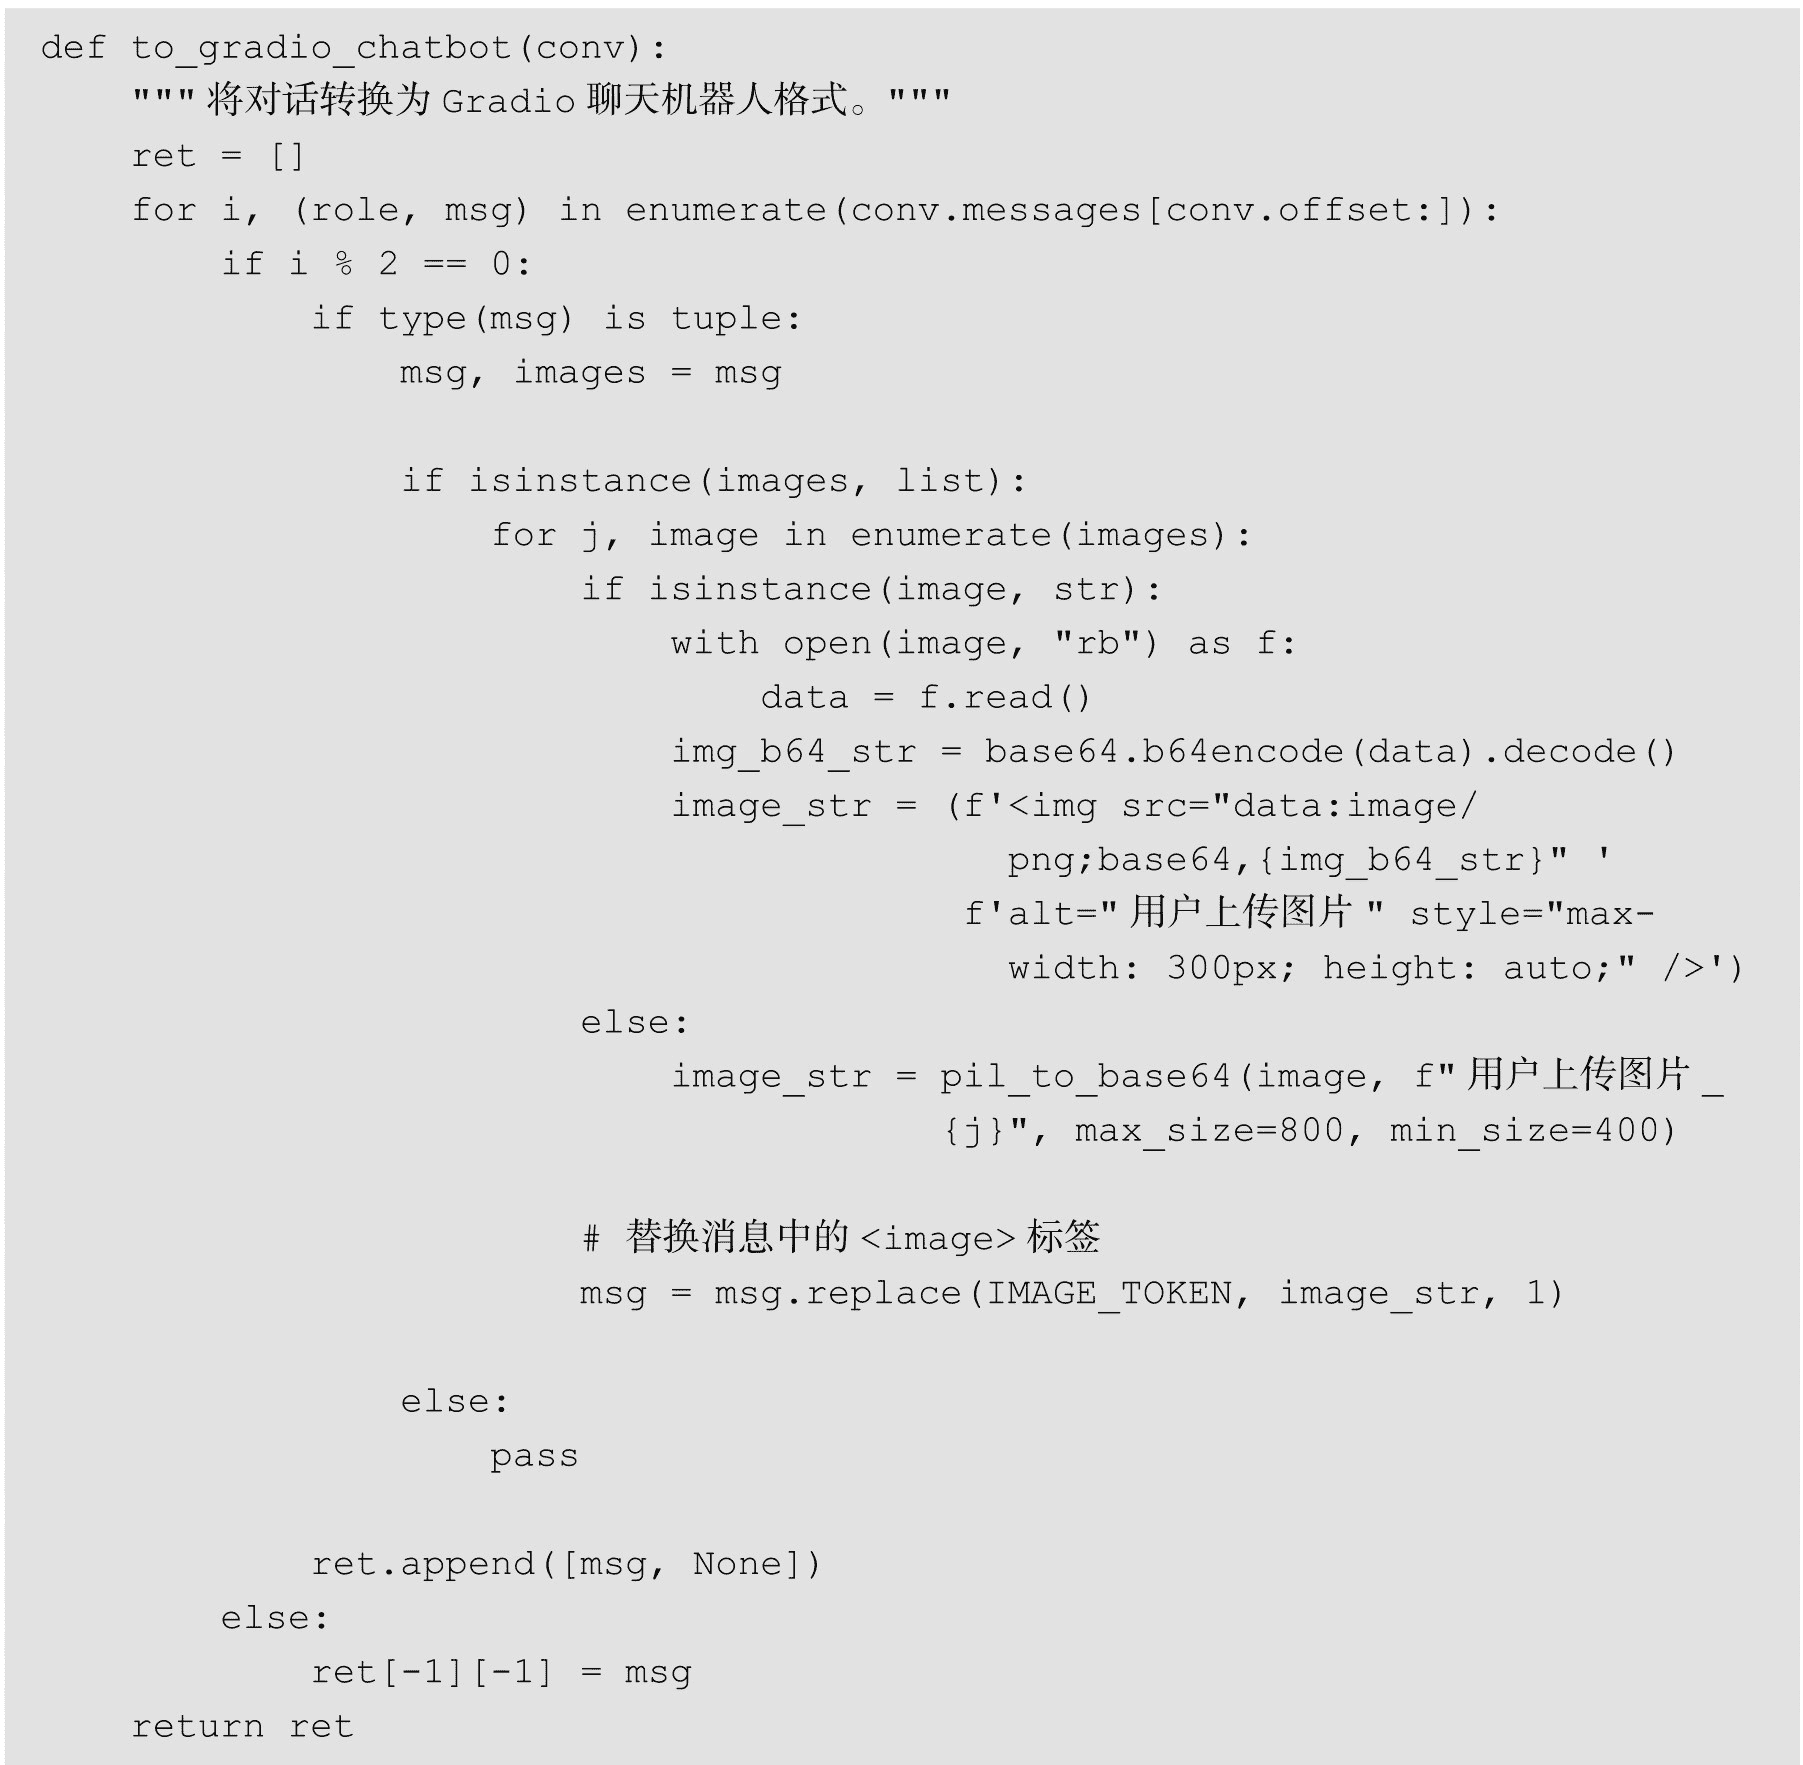 def to_gradio_chatbot(conv):
    """将对话转换为Gradio聊天机器人格式。"""
    ret = []
    for i, (role, msg) in enumerate(conv.messages[conv.offset:]):
        if i % 2 == 0:
            if type(msg) is tuple:
                msg, images = msg

                if isinstance(images, list):
                    for j, image in enumerate(images):
                        if isinstance(image, str):
                            with open(image, "rb") as f:
                                data = f.read()
                            img_b64_str = base64.b64encode(data).decode()
                            image_str = (f'<img src="data:image/
                                           png;base64,{img_b64_str}" '
                                         f'alt="用户上传图片" style="max-
                                           width: 300px; height: auto;" />')
                        else:
                            image_str = pil_to_base64(image, f"用户上传图片_
                                        {j}", max_size=800, min_size=400)

                        # 替换消息中的<image>标签
                        msg = msg.replace(IMAGE_TOKEN, image_str, 1)

                else:
                    pass

            ret.append([msg, None])
        else:
            ret[-1][-1] = msg
    return ret